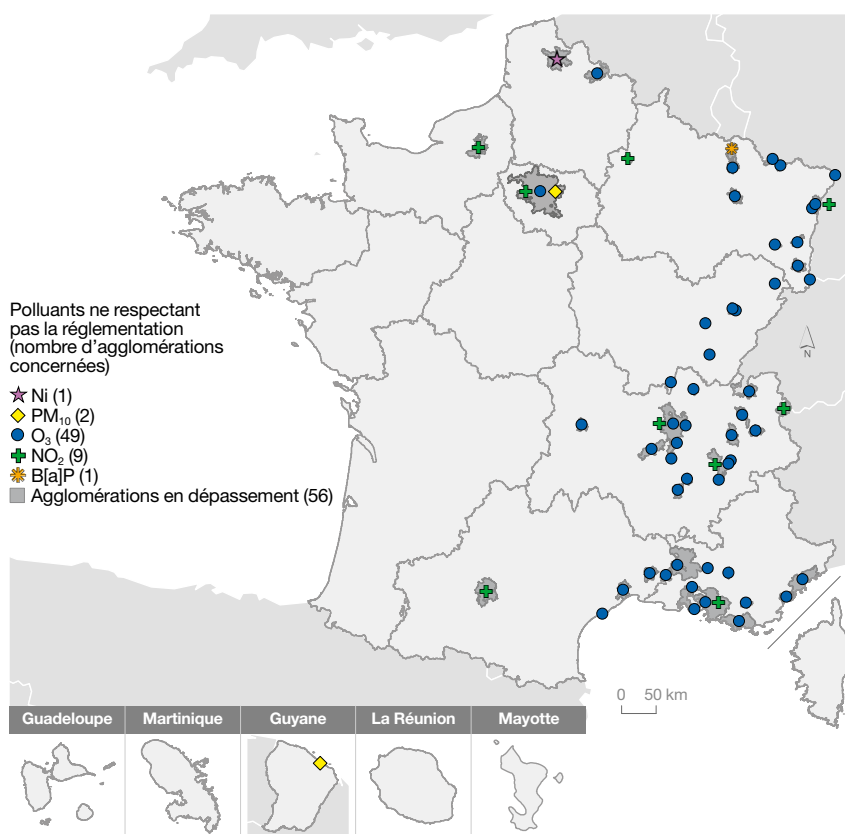 Polluants ne respectant
pas la réglementation
(nombre d'agglomérations
concernées)
Ni (1)
PM₁₀ (2)
O₃ (49)
NO₂ (9)
B[a]P (1)
Agglomérations en dépassement (56)
N
0 50 km
Guadeloupe Martinique Guyane La Réunion Mayotte